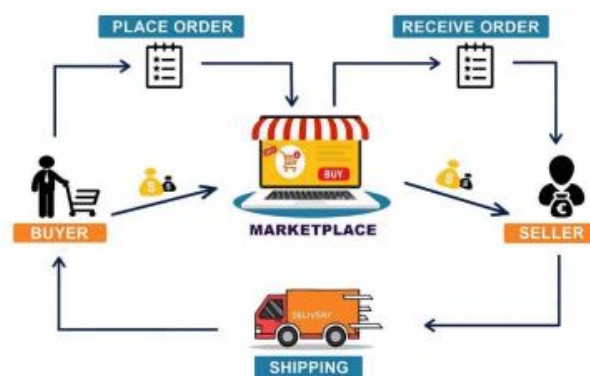 PLACE ORDER
RECEIVE ORDER
BUY
MARKETPLACE
BUYER
SELLER
DELIVERY
SHIPPING